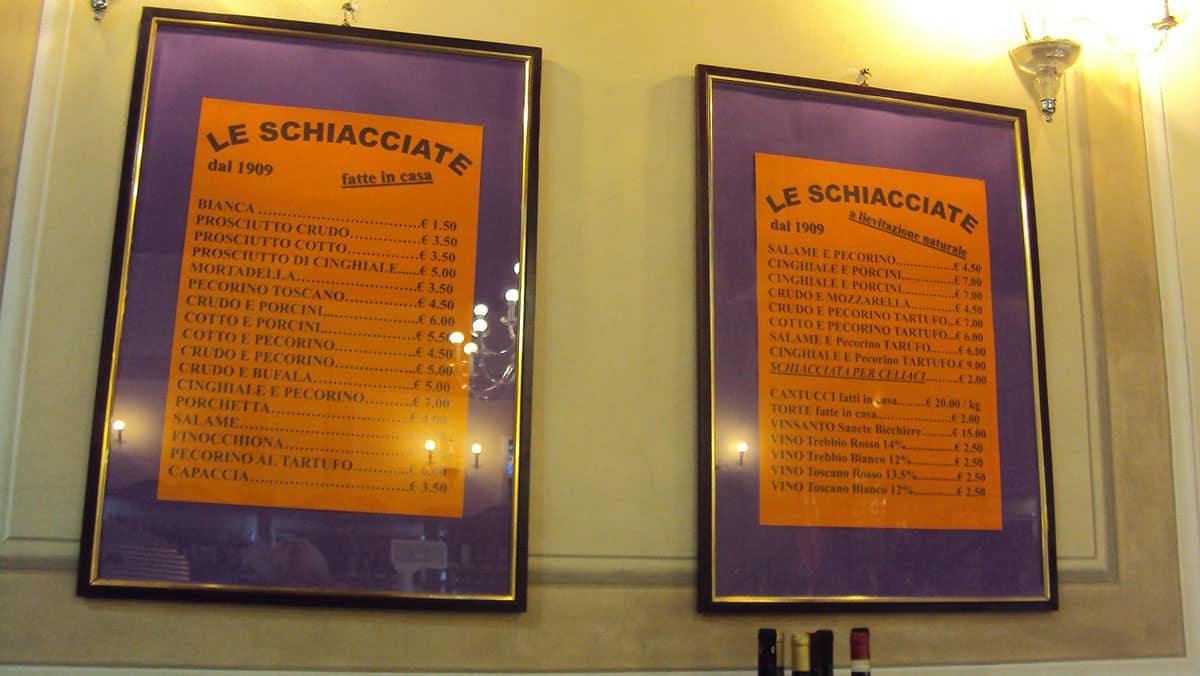 LE SCHIACCIATE
dal 1909
fatte in casa
BIANCA ........................€ 1.50
PROSCIUTTO CRUDO................€ 3.50
PROSCIUTTO COTTO................€ 3.50
PROSCIUTTO DI CINGHIALE......€ 5.00
MORTADELLA........................€ 3.50
PECORINO TOSCANO................€ 4.50
CRUDO E PORCINI...................€ 6.00
COTTO E PORCINI...................€ 5.50
COTTO E PECORINO................€ 4.50
CRUDO E PECORINO................€ 5.00
CRUDO E BUFALA...................€ 5.00
CINGHIALE E PECORINO..........€ 7.00
PORCHETTA........................€ 4.00
SALAME........................
FINOCCHIONA........................
PECORINO AL TARTUFO..........€ 6.00
CAPACCIA........................€ 3.50
LE SCHIACCIATE
dal 1909
a lievitazione naturale
SALAME E PECORINO................€ 4.50
CINGHIALE E PORCINI..............€ 7.00
CINGHIALE E PORCINI..............€ 7.00
CRUDO E MOZZARELLA............€ 4.50
CRUDO E PECORINO TARTUFO...€ 7.00
COTTO E PECORINO TARTUFO...€ 6.00
SALAME E Pecorino TARUFO.......€ 6.00
CINGHIALE E Pecorino TARTUFO.€ 9.00
SCHIACCIATA PER CELIACI..........€ 2.00
CANTUCCI fatti in casa........€ 20.00 / kg
TORTE fatte in casa...................€ 2.00
VINSANTO Sancte Bicchiere.........€ 15.00
VINO Trebbio Rosso 14%..............€ 2.50
VINO Trebbio Bianco 12%.............€ 2.50
VINO Toscano Rosso 13.5%............€ 2.50
VINO Toscano Bianco 12%.............€ 2.50